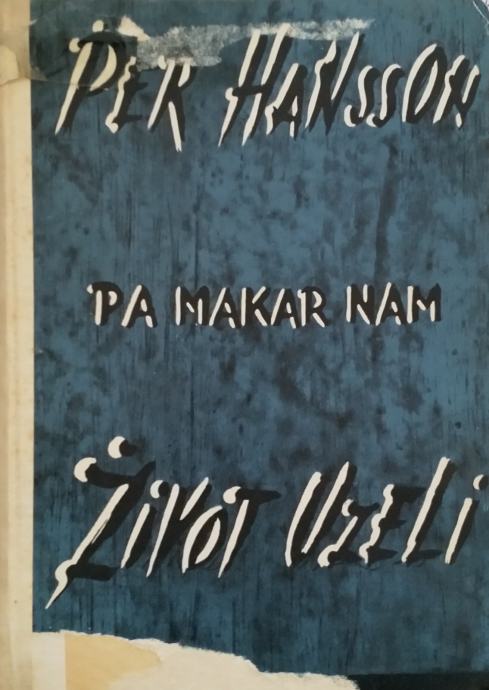 PER HANSSON
PA MAKAR NAM
ŽIVOT UZELI